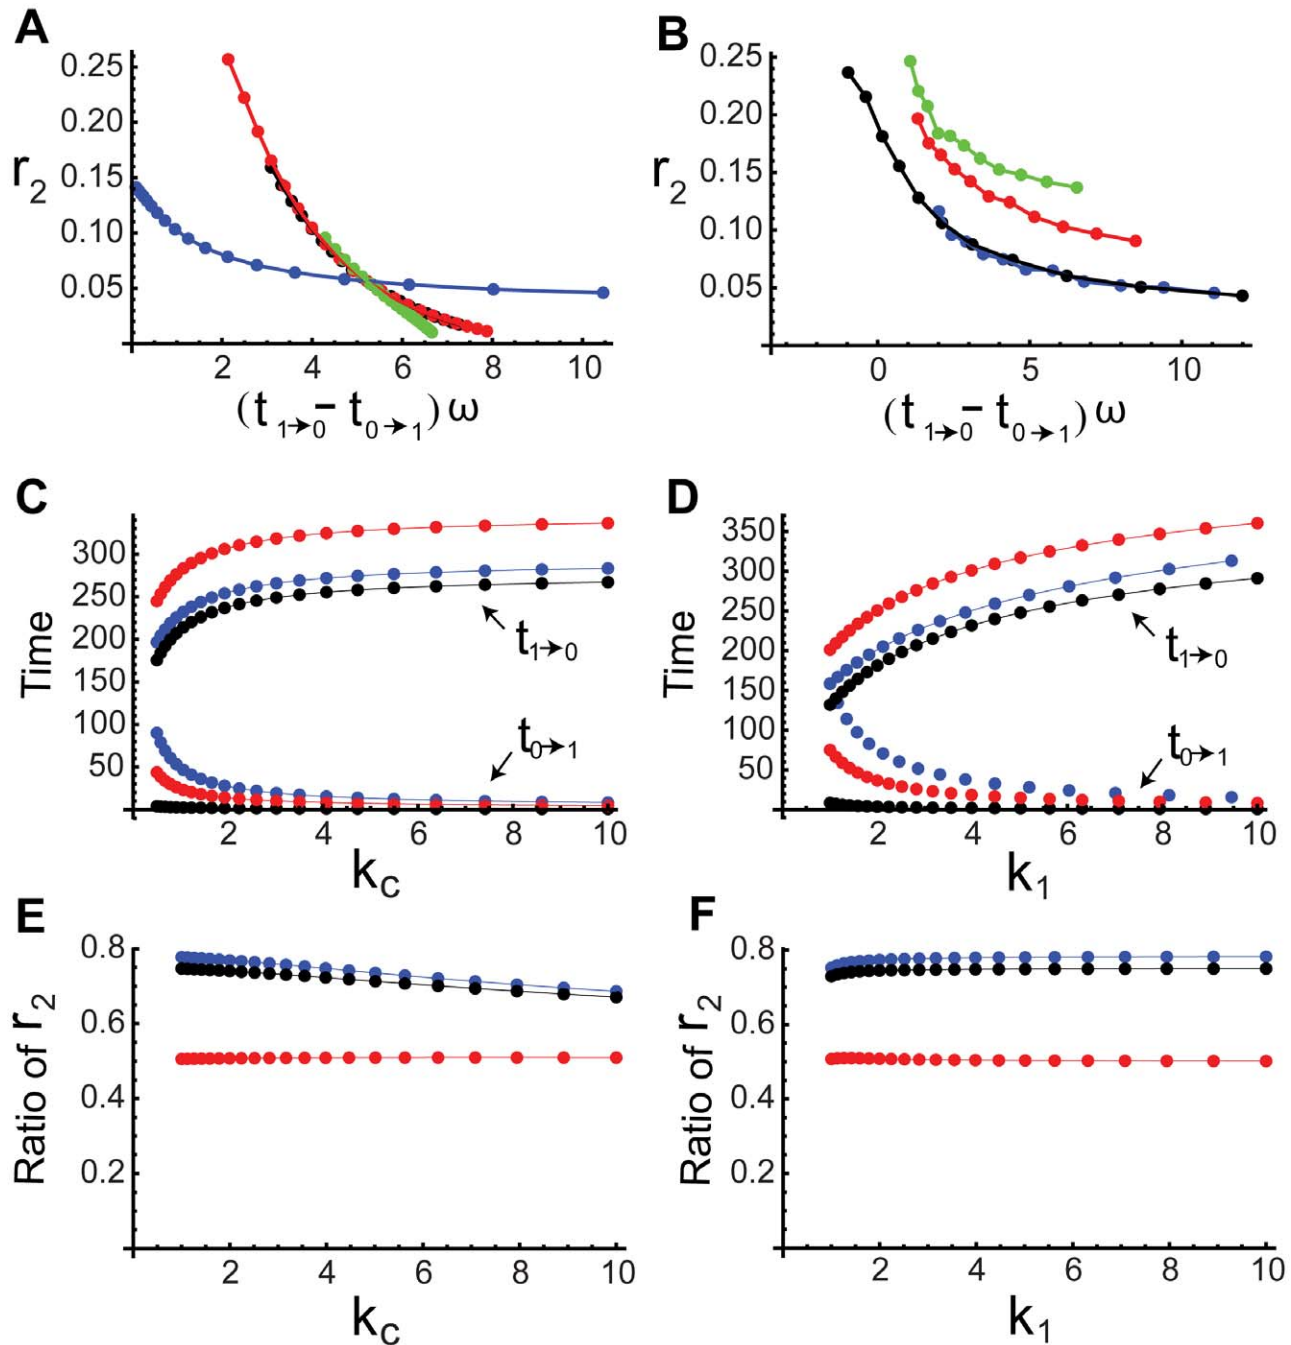 A
B
0.25
0.20
0.15
0.10
0.05
r2
2 4 6 8 10
(t1→0 − t0→1) ω
0.25
0.20
0.15
0.10
0.05
r2
0 5 10
(t1→0 − t0→1) ω
C
D
300
250
200
150
100
50
Time
t1→0
t0→1
2 4 6 8 10
kC
350
300
250
200
150
100
50
Time
t1→0
t0→1
2 4 6 8 10
k1
E
F
0.8
0.6
0.4
0.2
Ratio of r2
2 4 6 8 10
kC
0.8
0.6
0.4
0.2
Ratio of r2
2 4 6 8 10
k1